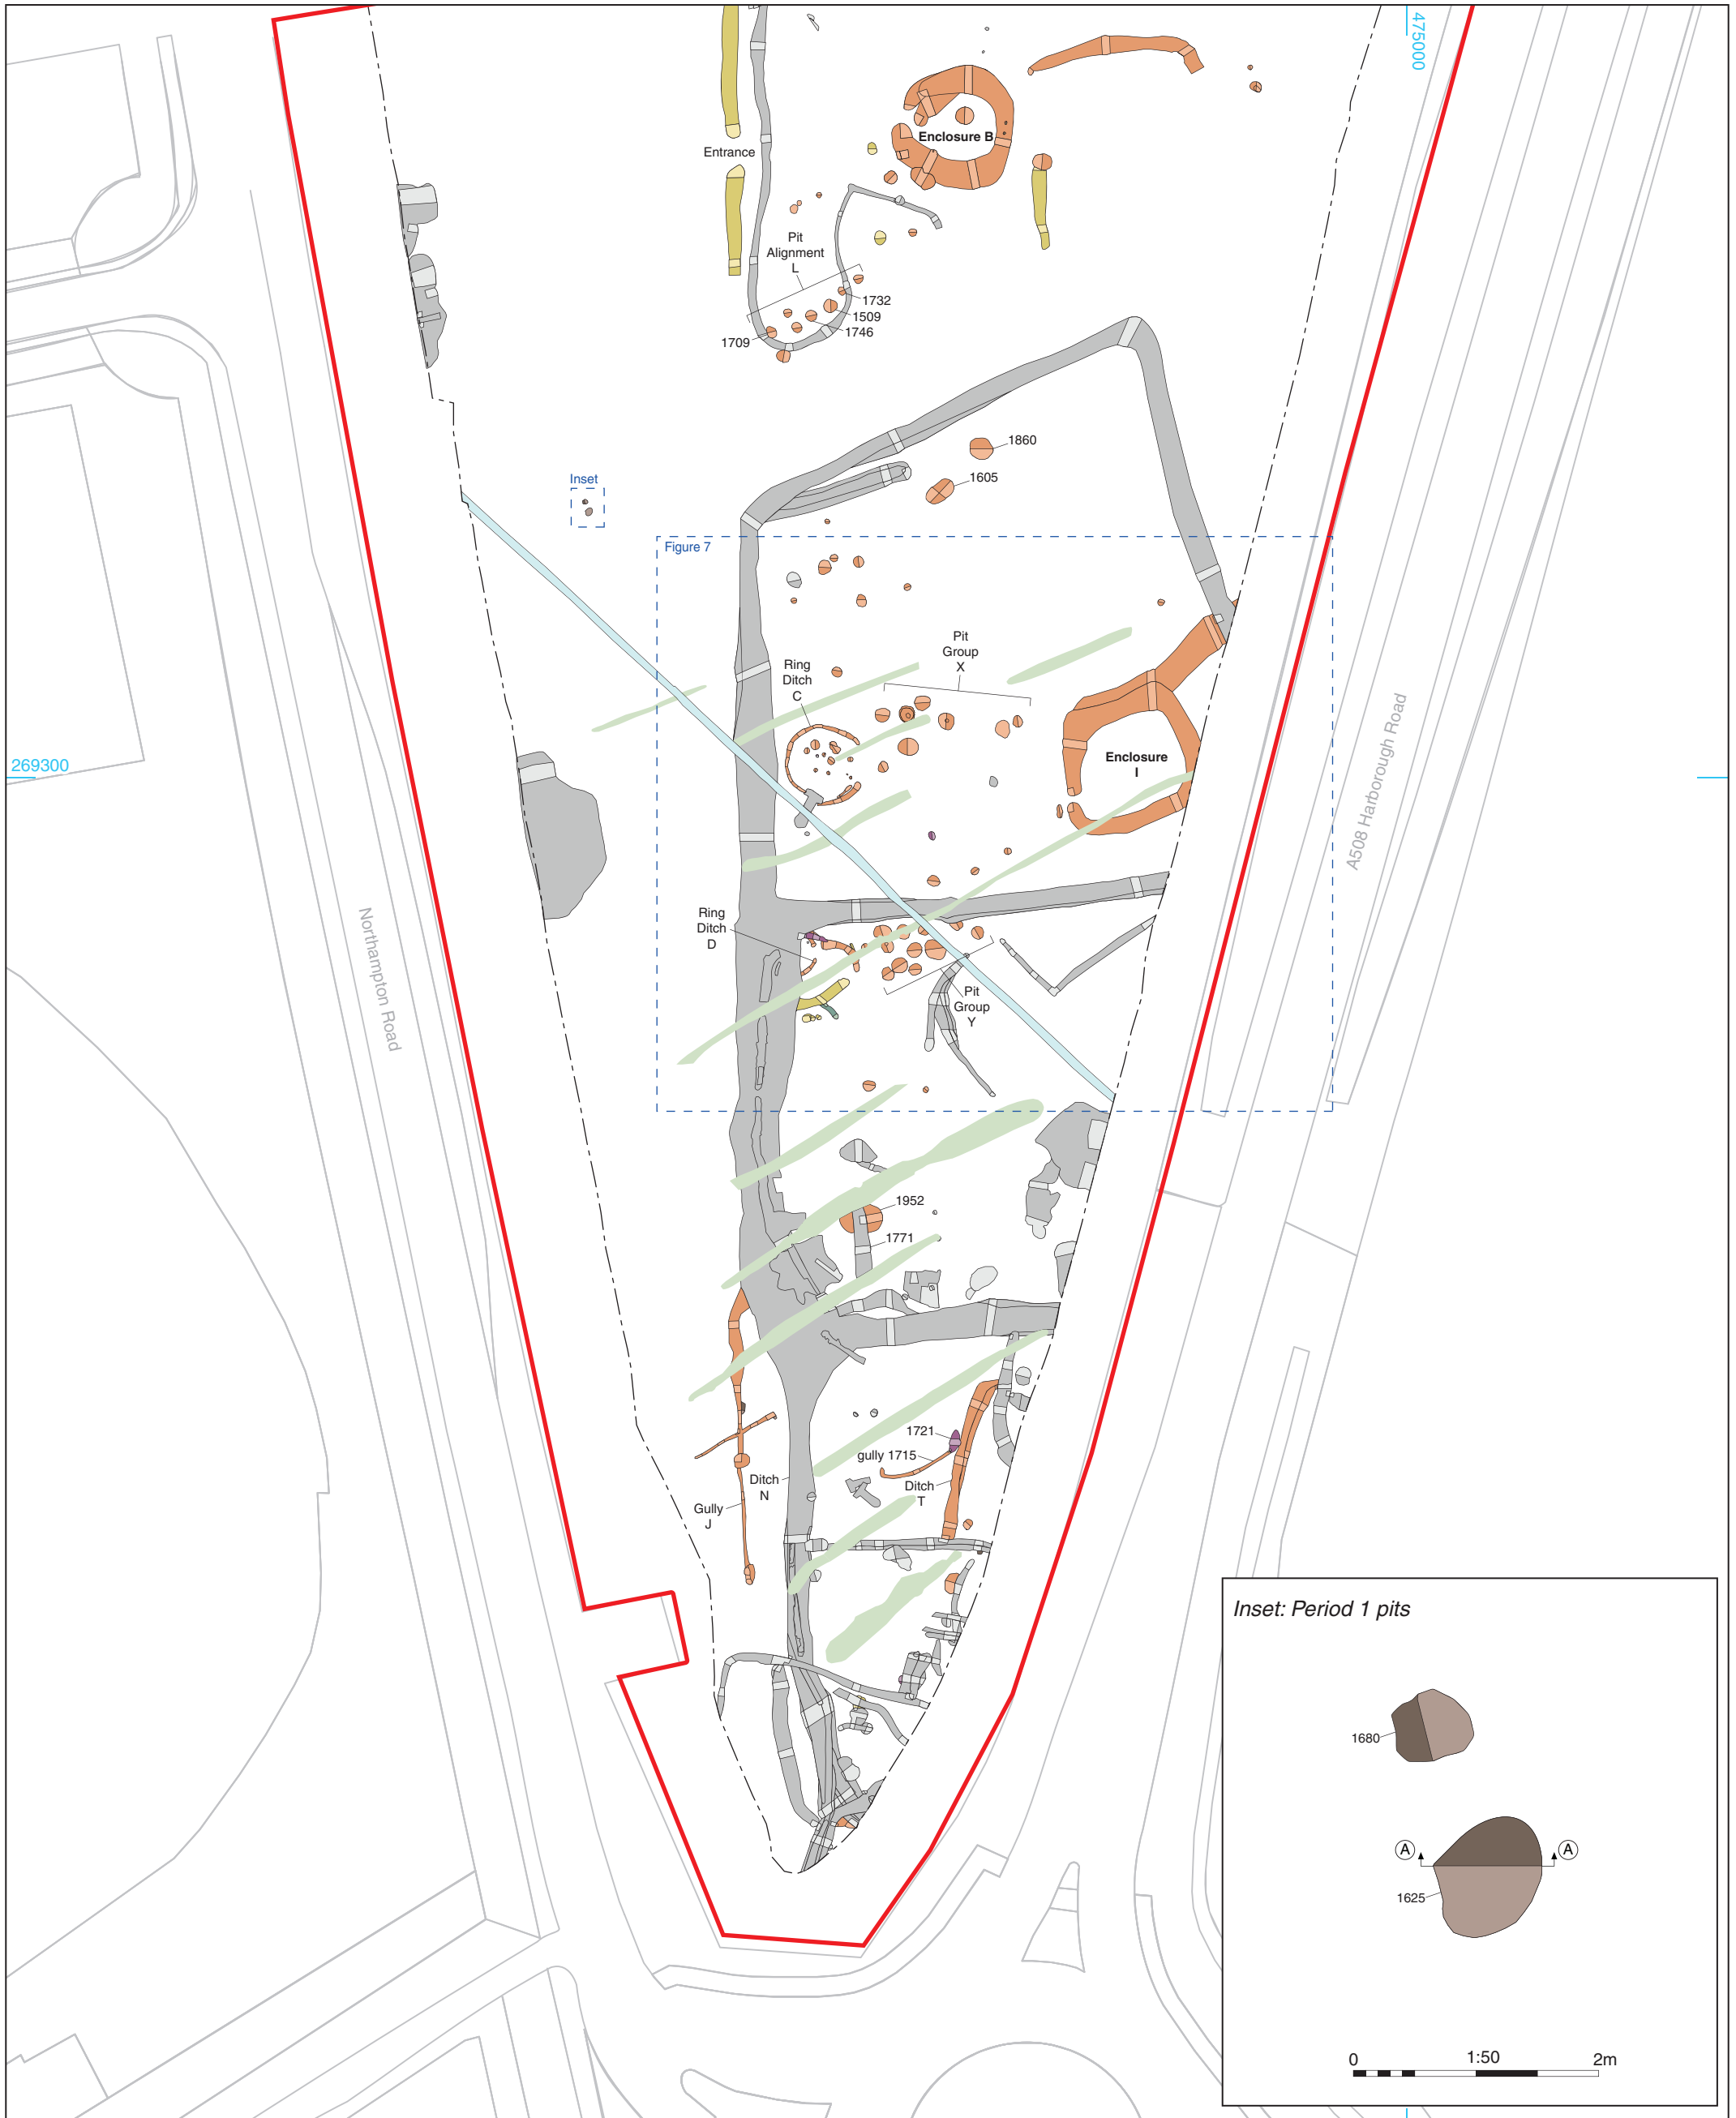 475000
Enclosure B
Entrance
Pit
Alignment
L
1732
1509
1746
1709
1860
1605
Inset
Figure 7
Pit
Group
X
Ring
Ditch
C
269300
Enclosure
I
A508 Harborough Road
Northampton Road
Ring
Ditch
D
Pit
Group
Y
1952
1771
1721
gully 1715
Ditch
T
Ditch
N
Gully
J
Inset: Period 1 pits
1680
A
A
1625
0
1:50
2m